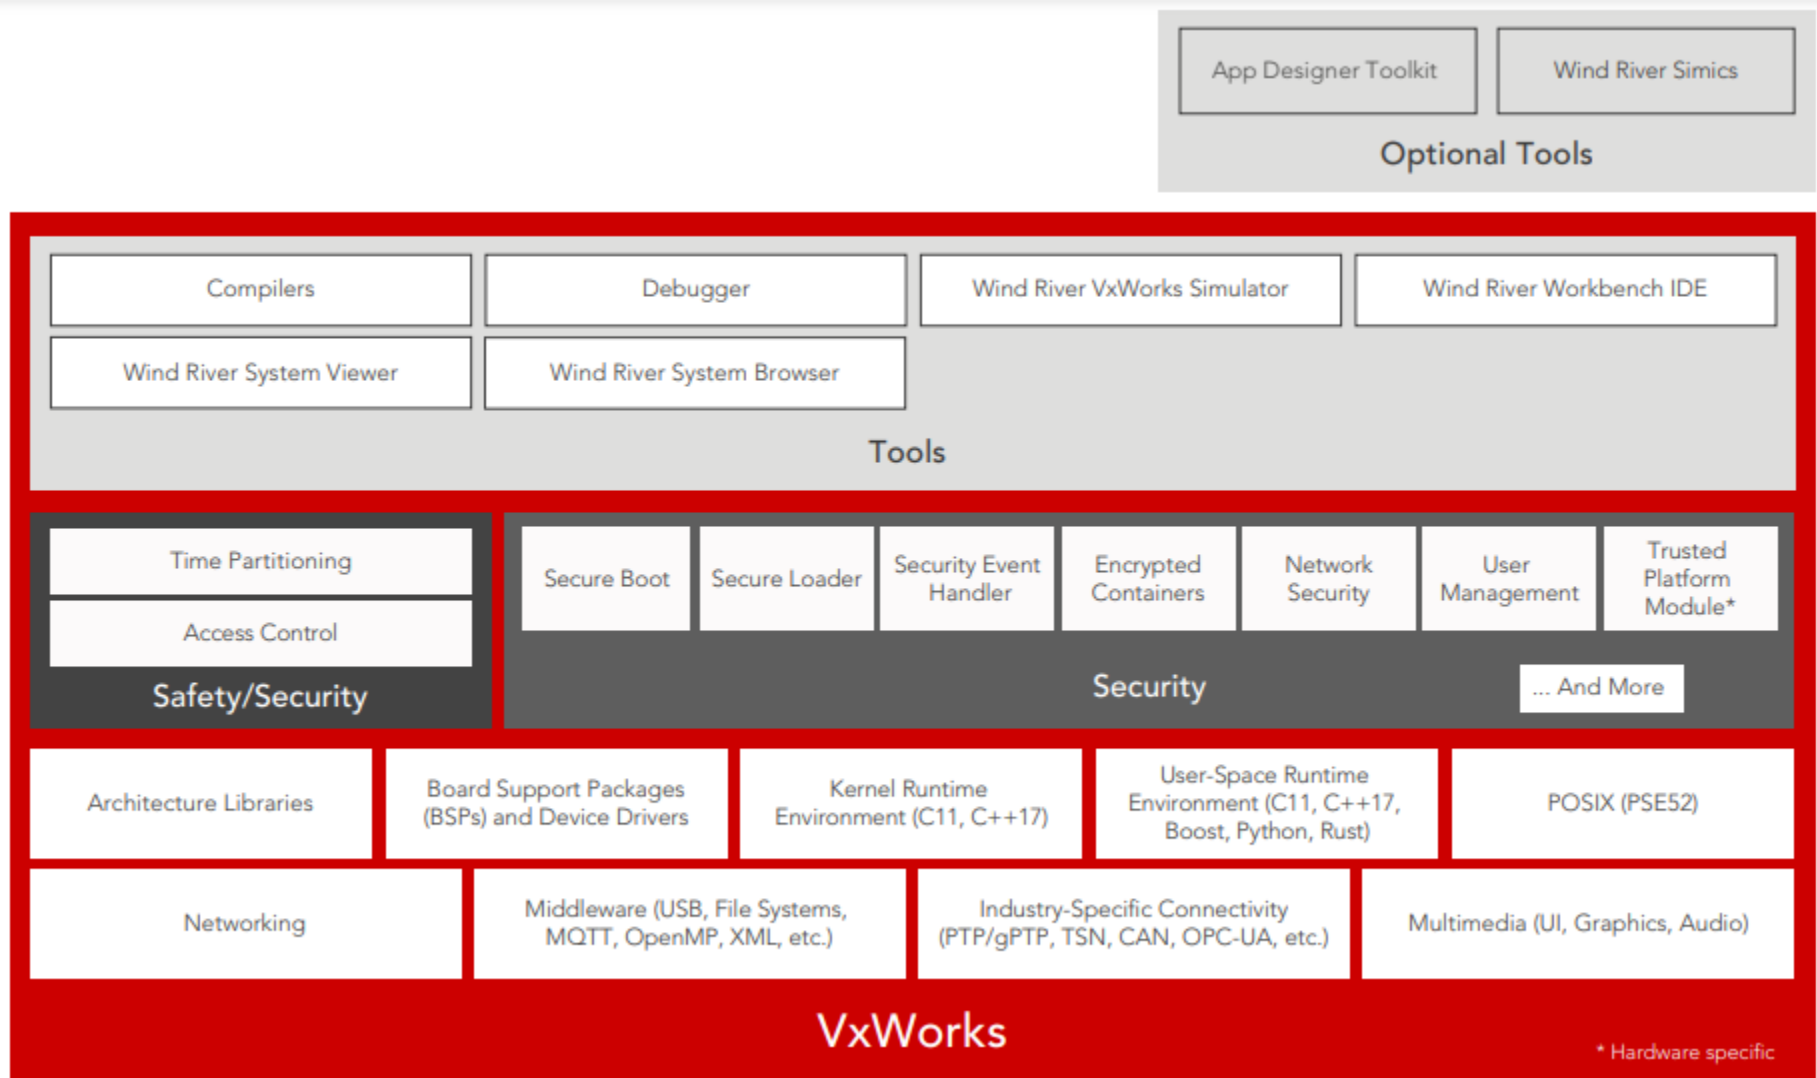 App Designer Toolkit
Wind River Simics
Optional Tools
Compilers
Debugger
Wind River VxWorks Simulator
Wind River Workbench IDE
Wind River System Viewer
Wind River System Browser
Tools
Time Partitioning
Access Control
Safety/Security
Secure Boot
Secure Loader
Security Event
Handler
Encrypted
Containers
Network
Security
User
Management
Trusted
Platform
Module*
Security
... And More
Architecture Libraries
Board Support Packages
(BSPs) and Device Drivers
Kernel Runtime
Environment (C11, C++17)
User-Space Runtime
Environment (C11, C++17,
Boost, Python, Rust)
POSIX (PSE52)
Networking
Middleware (USB, File Systems,
MQTT, OpenMP, XML, etc.)
Industry-Specific Connectivity
(PTP/gPTP, TSN, CAN, OPC-UA, etc.)
Multimedia (UI, Graphics, Audio)
VxWorks
* Hardware specific